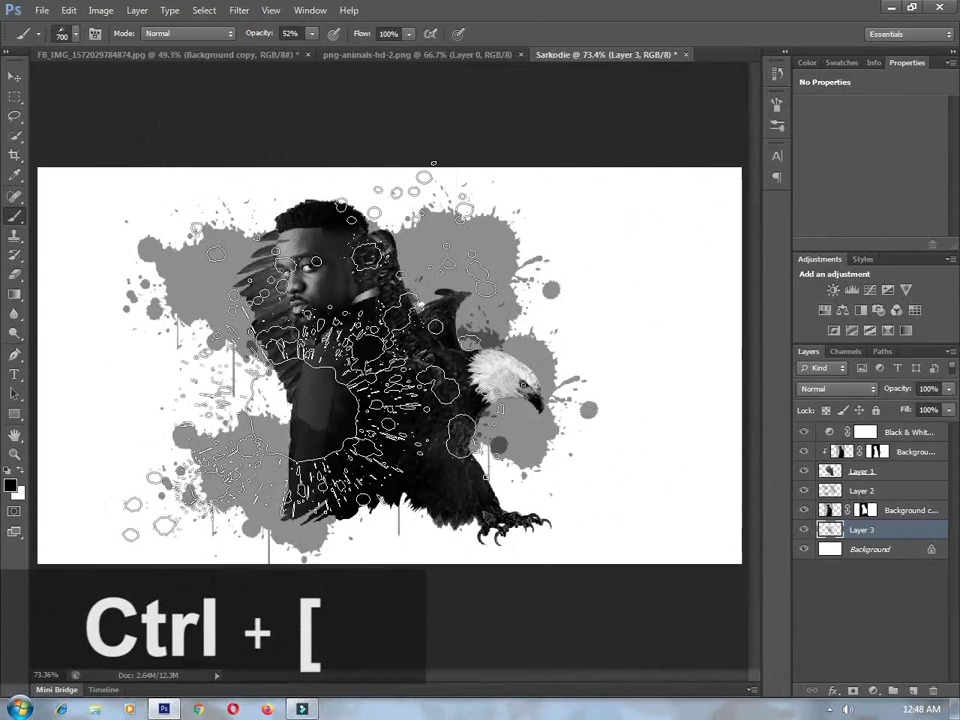 Ps File Edit Image Layer Type Select Filter View Window Help
700 Mode: Normal Opacity: 52% Flow: 100% Essentials
FB_IMG_1572029784874.jpg @ 49.3% (Background copy, RGB/8#) * × png-animals-hd-2.png @ 66.7% (Layer 0, RGB/8) × Sarkodie @ 73.4% (Layer 3, RGB/8) * ×
Color Swatches Info Properties
No Properties
Adjustments Styles
Add an adjustment
Layers Channels Paths
Kind
Normal Opacity: 100%
Lock: Fill: 100%
Black & Whit...
Backgrou...
Layer 1
Layer 2
Background c...
Layer 3
Background
Ctrl + [
73.36% Doc: 2.64M/12.3M
Mini Bridge Timeline
12:48 AM